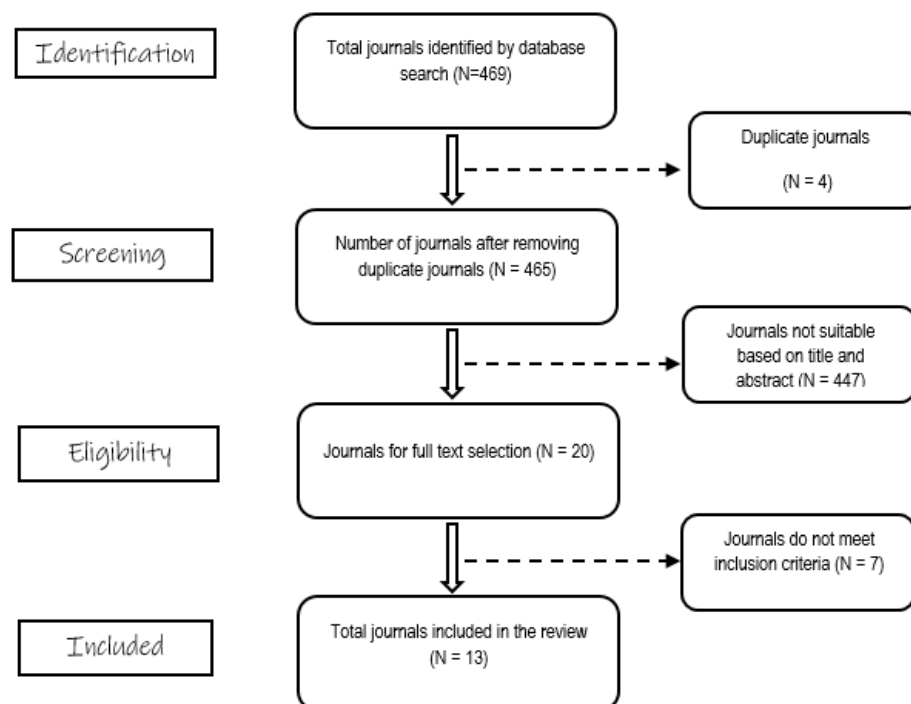 Identification
Total journals identified by database
search (N=469)
Duplicate journals
(N = 4)
Screening
Number of journals after removing
duplicate journals (N = 465)
Journals not suitable
based on title and
abstract (N = 447)
Eligibility
Journals for full text selection (N = 20)
Journals do not meet
inclusion criteria (N = 7)
Included
Total journals included in the review
(N = 13)